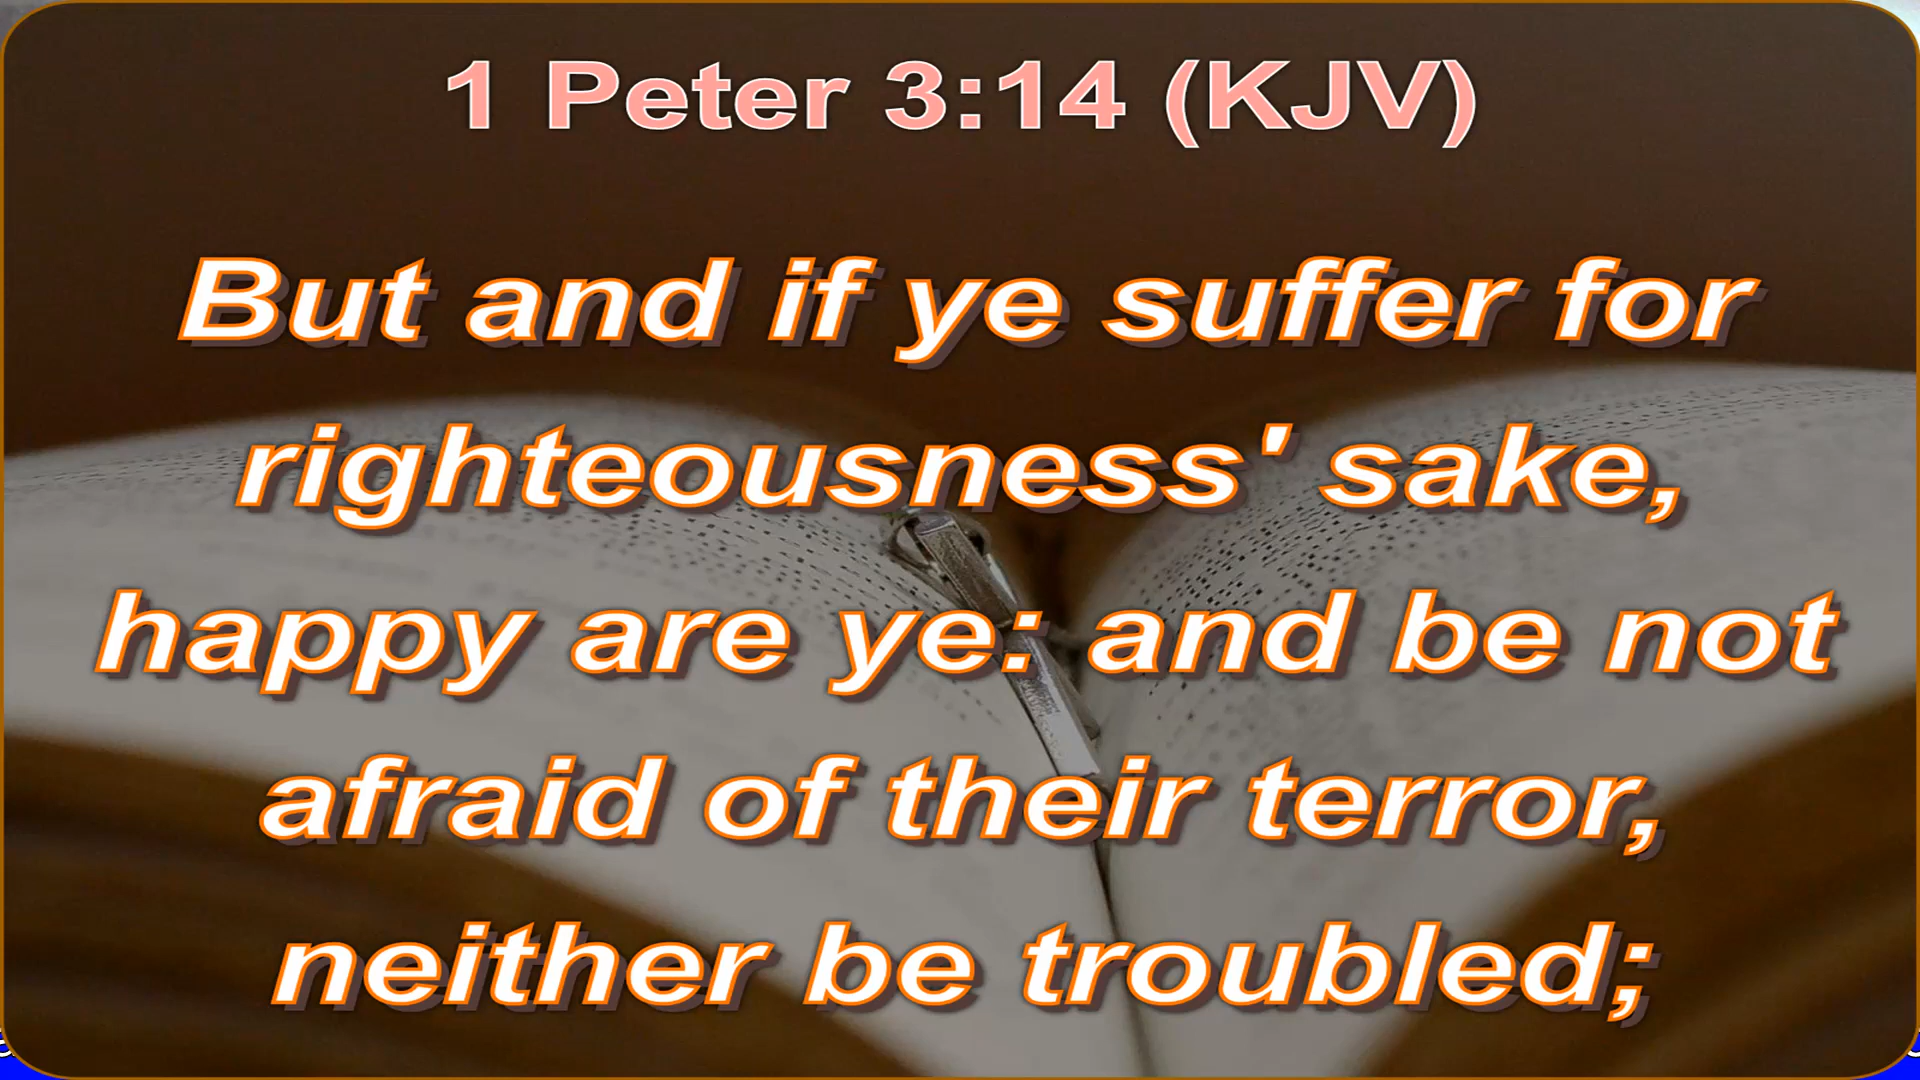 1 Peter 3:14 (KJV)
But and if ye suffer for
righteousness' sake,
happy are ye: and be not
afraid of their terror,
neither be troubled;